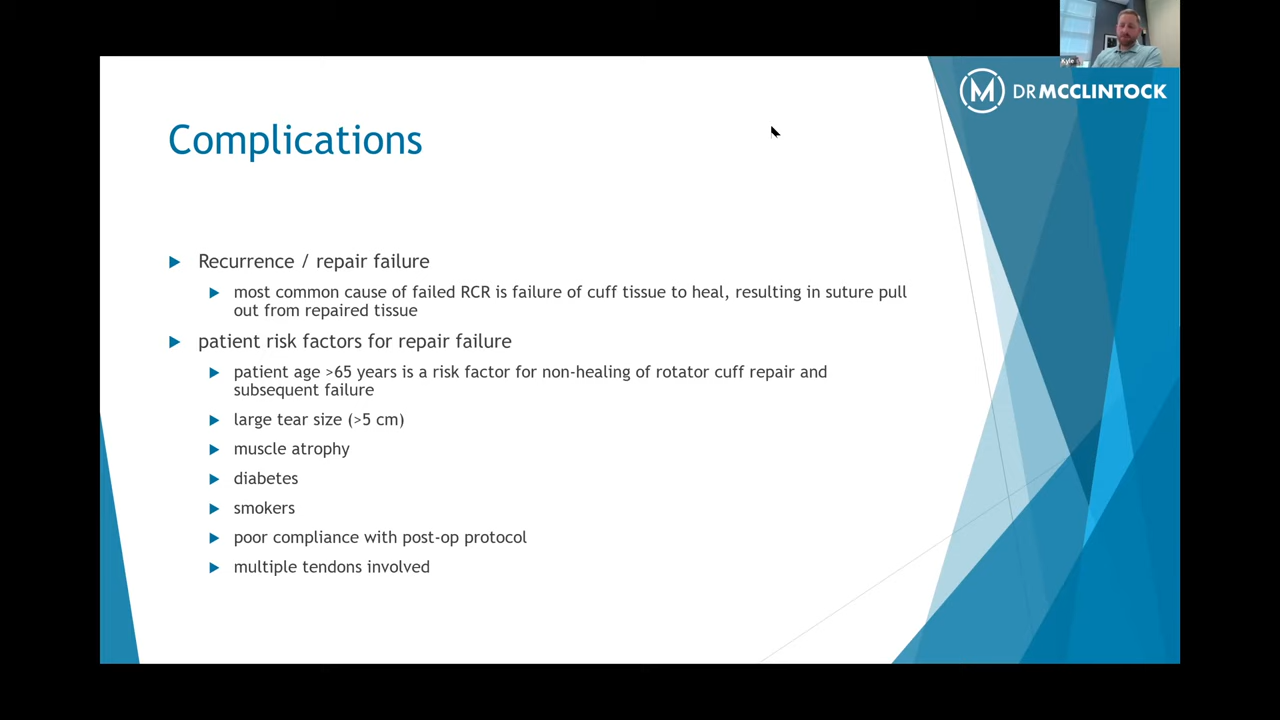 Kyle
M DRMCCLINTOCK
Complications
Recurrence / repair failure
most common cause of failed RCR is failure of cuff tissue to heal, resulting in suture pull
out from repaired tissue
patient risk factors for repair failure
patient age >65 years is a risk factor for non-healing of rotator cuff repair and
subsequent failure
large tear size (>5 cm)
muscle atrophy
diabetes
smokers
poor compliance with post-op protocol
multiple tendons involved